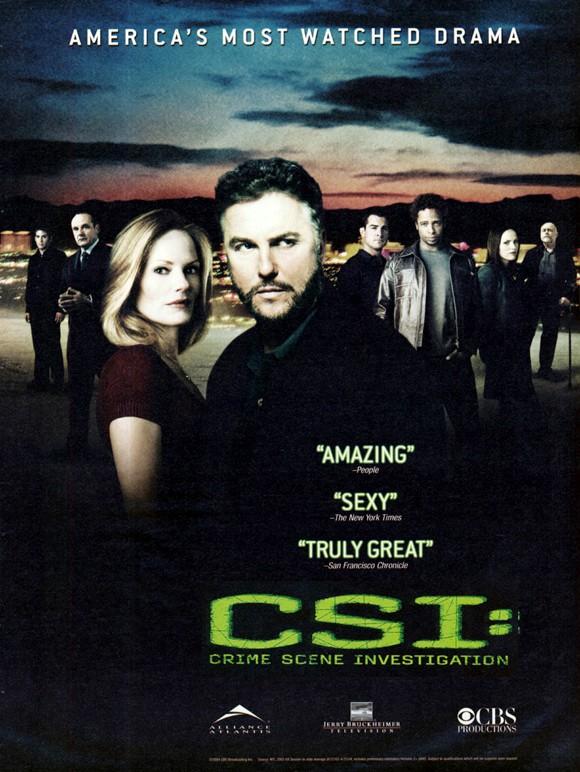 AMERICA'S MOST WATCHED DRAMA
“AMAZING”
–People
“SEXY”
–The New York Times
“TRULY GREAT”
–San Francisco Chronicle
CSI:
CRIME SCENE INVESTIGATION
ALLIANCE
ATLANTIS
JERRY BRUCKHEIMER
TELEVISION
CBS
PRODUCTIONS